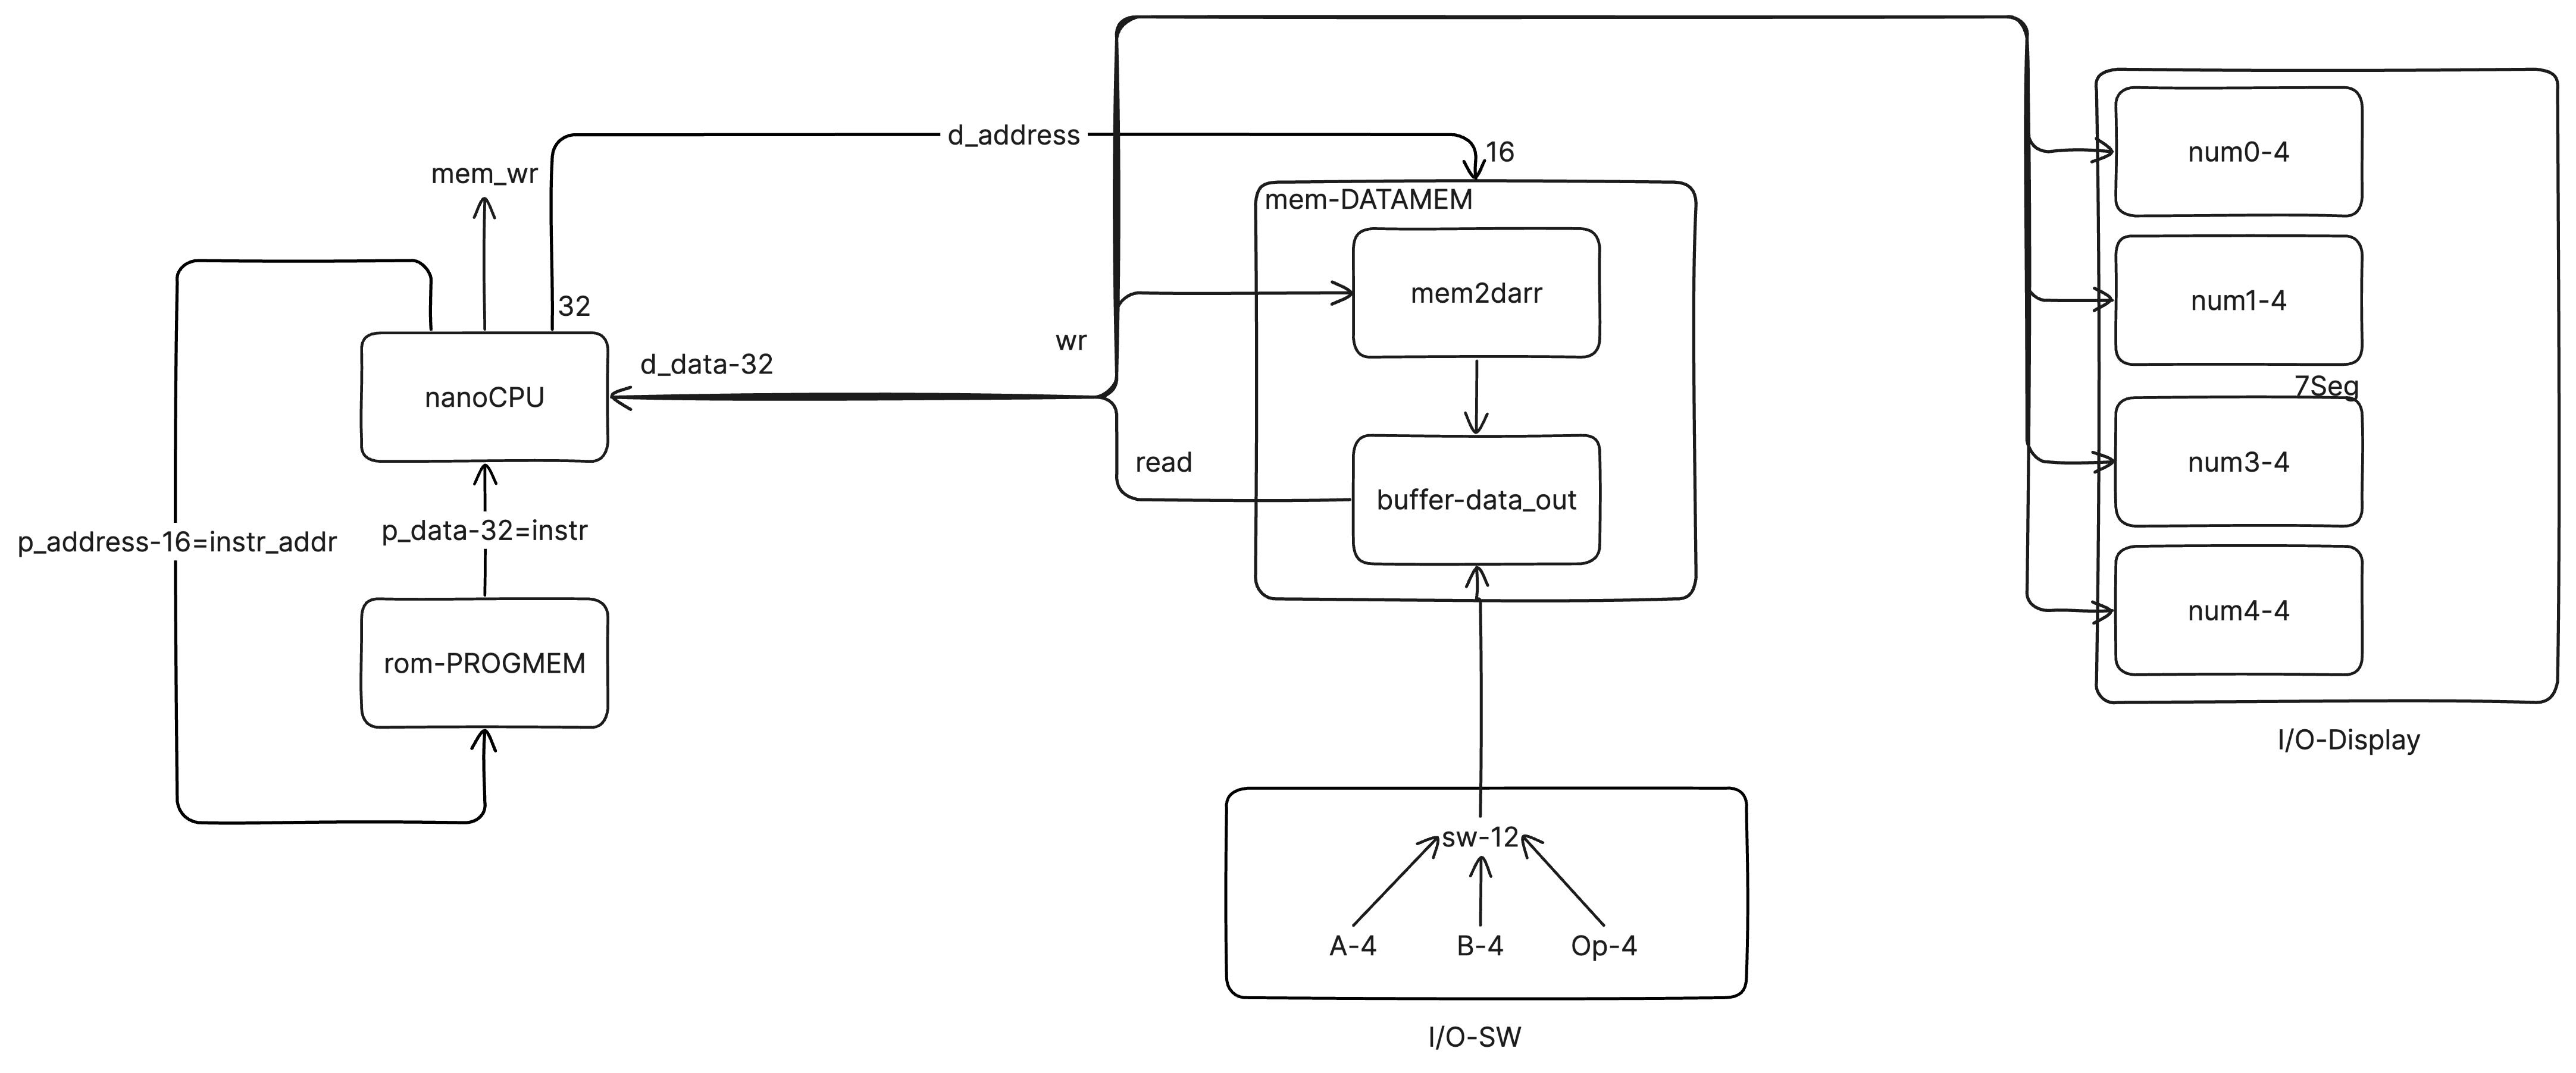 d_address
16
mem_wr
32
nanoCPU
d_data-32
wr
read
p_address-16=instr_addr
p_data-32=instr
rom-PROGMEM
mem-DATAMEM
mem2darr
buffer-data_out
sw-12
A-4
B-4
Op-4
I/O-SW
num0-4
num1-4
7Seg
num3-4
num4-4
I/O-Display